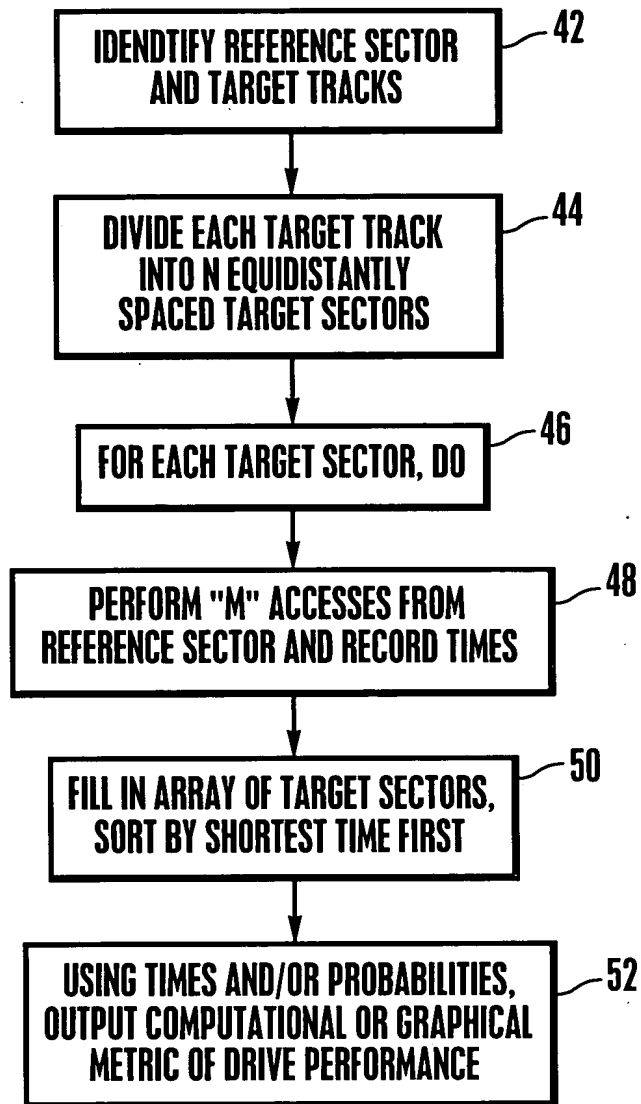 IDENDTIFY REFERENCE SECTOR
AND TARGET TRACKS
42
DIVIDE EACH TARGET TRACK
INTO N EQUIDISTANTLY
SPACED TARGET SECTORS
44
FOR EACH TARGET SECTOR, DO
46
PERFORM "M" ACCESSES FROM
REFERENCE SECTOR AND RECORD TIMES
48
FILL IN ARRAY OF TARGET SECTORS,
SORT BY SHORTEST TIME FIRST
50
USING TIMES AND/OR PROBABILITIES,
OUTPUT COMPUTATIONAL OR GRAPHICAL
METRIC OF DRIVE PERFORMANCE
52